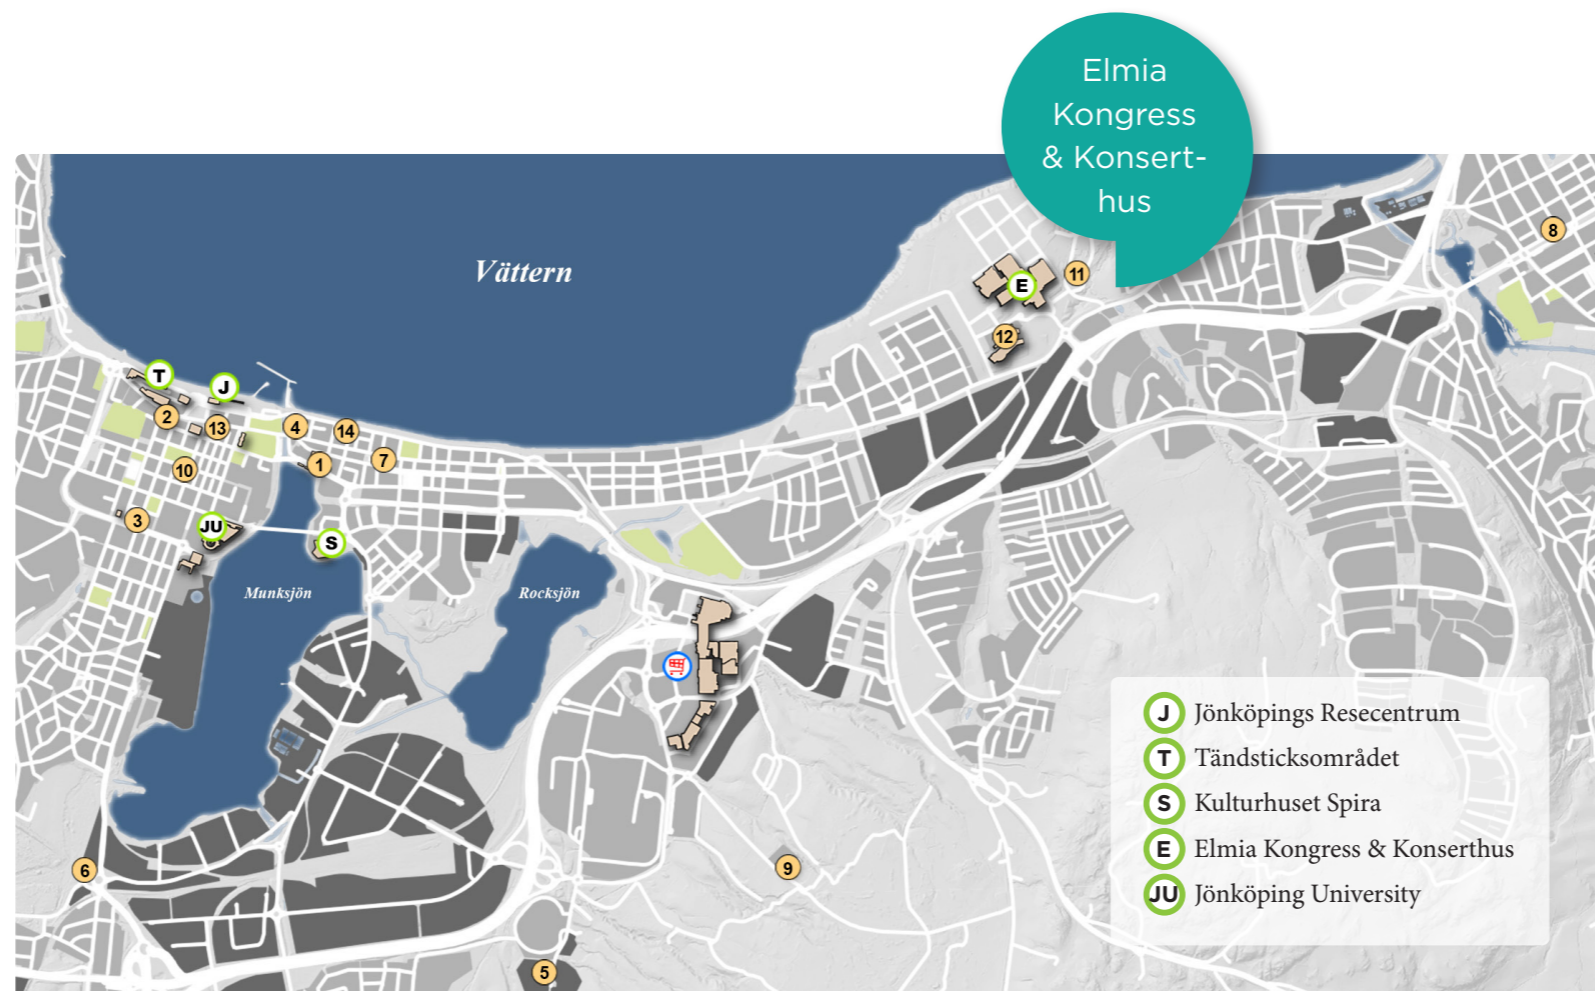 Elmia
Kongress
& Konsert-
hus
Vättern
8
11
E
12
T
J
2
13
4
14
10
1
7
3
JU
S
Munksjön
Rocksjön
6
9
5
J Jönköpings Resecentrum
T Tändsticksområdet
S Kulturhuset Spira
E Elmia Kongress & Konserthus
JU Jönköping University